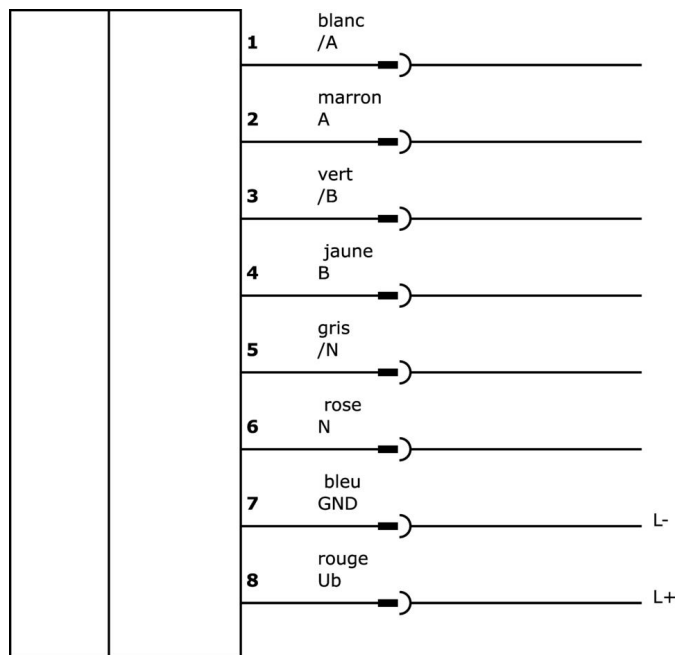 blanc
1 /A
marron
2 A
vert
3 /B
jaune
4 B
gris
5 /N
rose
6 N
bleu
7 GND
L-
rouge
8 Ub
L+